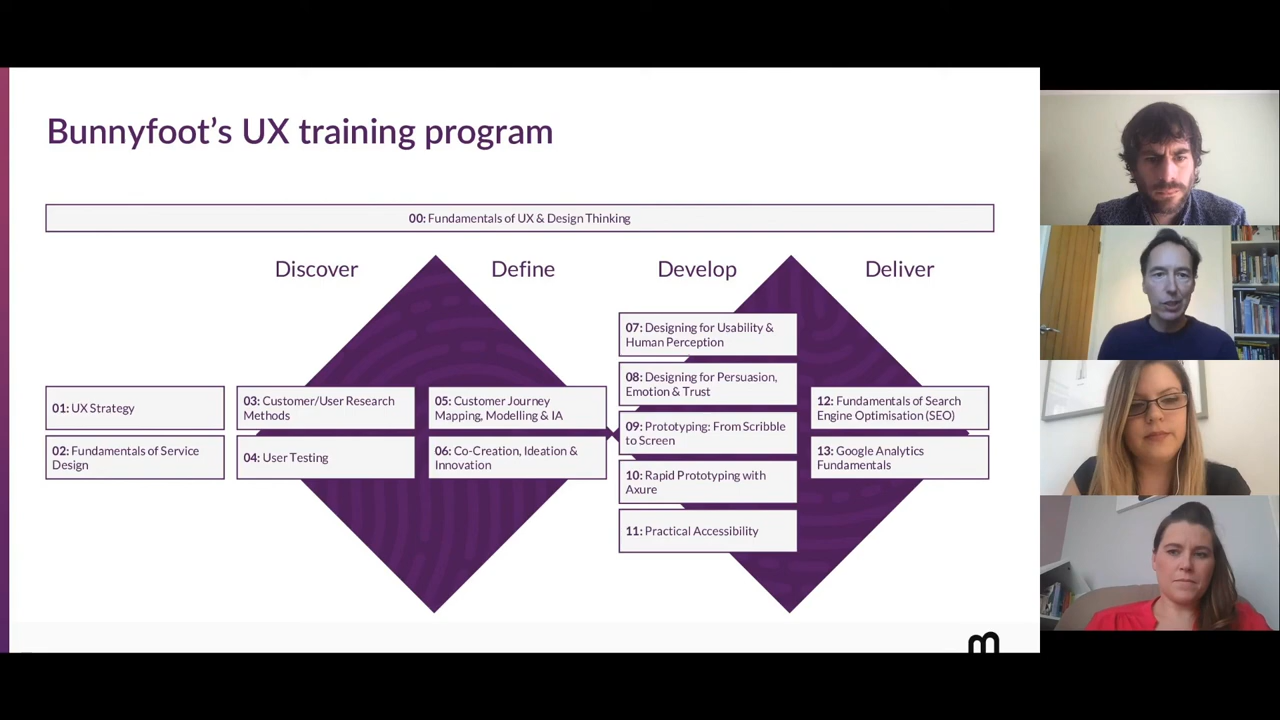 Bunnyfoot's UX training program
00: Fundamentals of UX & Design Thinking
Discover
Define
Develop
Deliver
01: UX Strategy
02: Fundamentals of Service
Design
03: Customer/User Research
Methods
04: User Testing
05: Customer Journey
Mapping, Modelling & IA
06: Co-Creation, Ideation &
Innovation
07: Designing for Usability &
Human Perception
08: Designing for Persuasion,
Emotion & Trust
09: Prototyping: From Scribble
to Screen
10: Rapid Prototyping with
Axure
11: Practical Accessibility
12: Fundamentals of Search
Engine Optimisation (SEO)
13: Google Analytics
Fundamentals